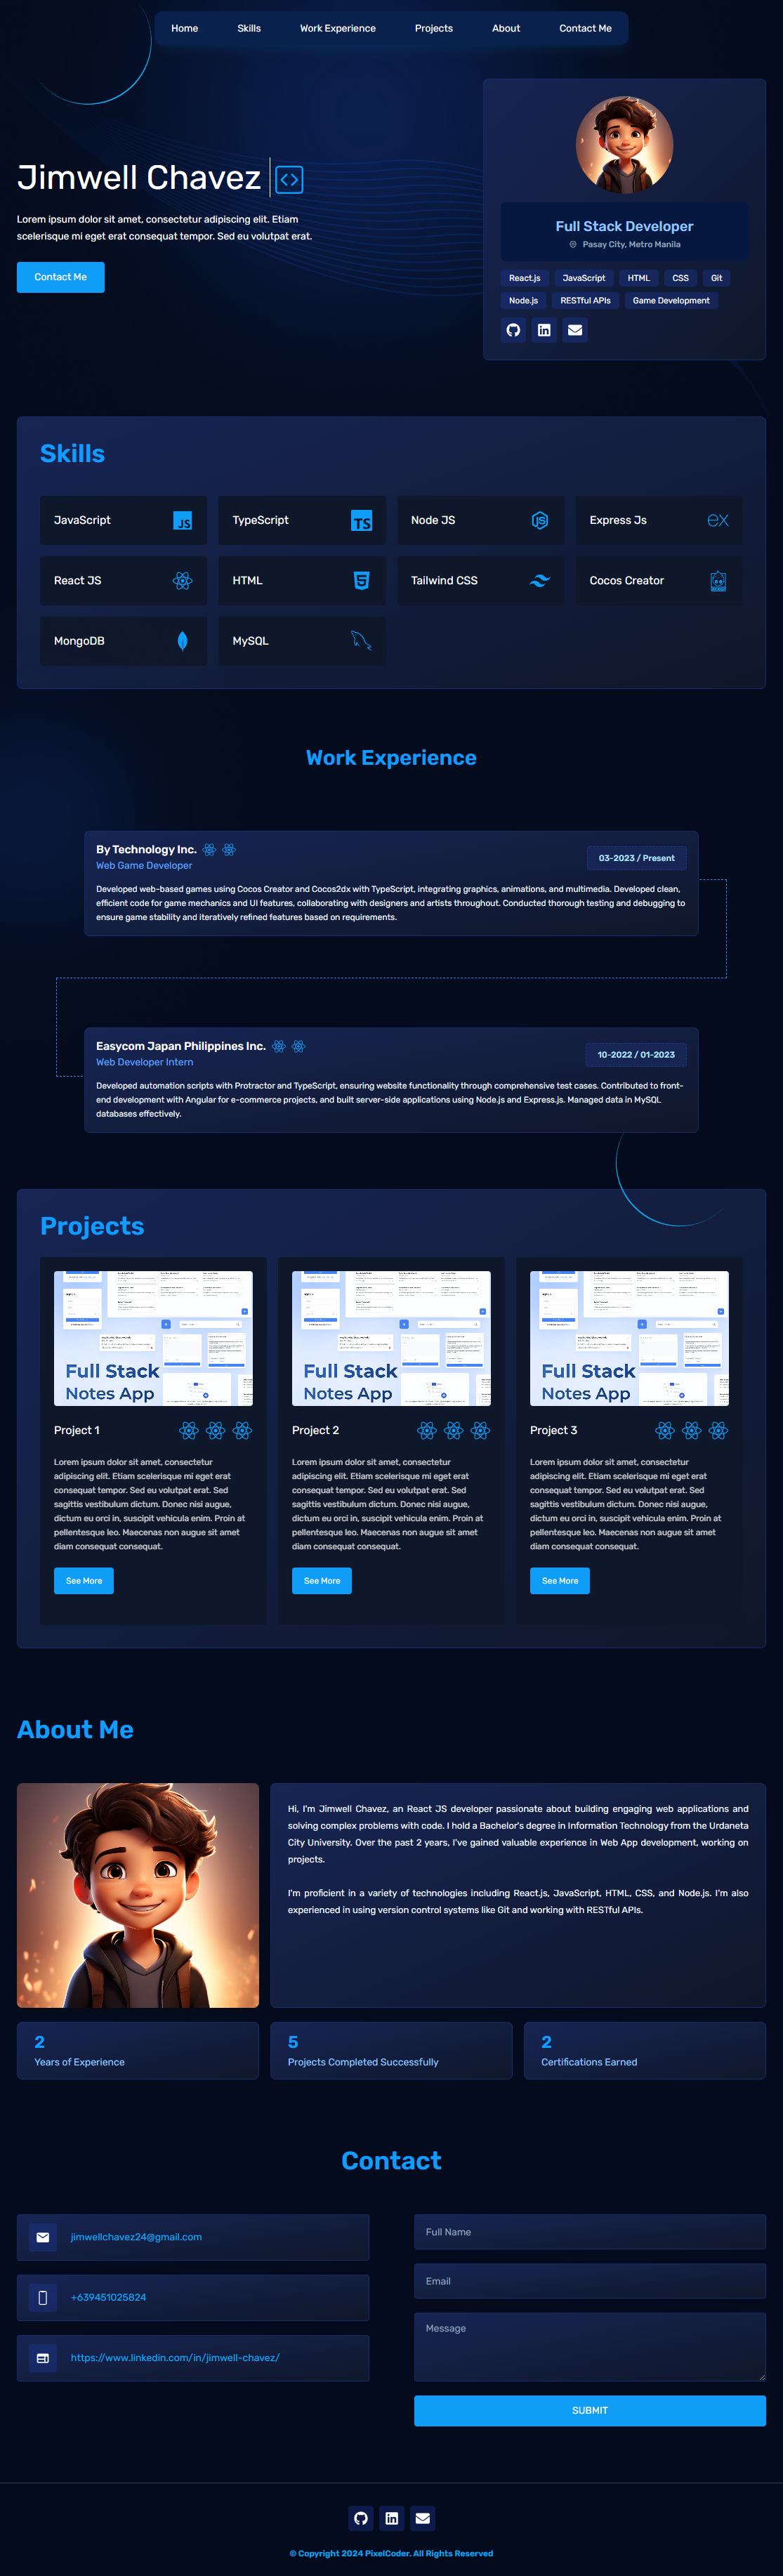 Home Skills Work Experience Projects About Contact Me
Jimwell Chavez
Lorem ipsum dolor sit amet, consectetur adipiscing elit. Etiam
scelerisque mi eget erat consequat tempor. Sed eu volutpat erat.
Contact Me
Full Stack Developer
Pasay City, Metro Manila
React.js JavaScript HTML CSS Git
Node.js RESTful APIs Game Development
Skills
JavaScript JS
TypeScript TS
Node JS JS
Express Js ex
React JS
HTML 5
Tailwind CSS
Cocos Creator
MongoDB
MySQL
Work Experience
By Technology Inc.
Web Game Developer
03-2023 / Present
Developed web-based games using Cocos Creator and Cocos2dx with TypeScript, integrating graphics, animations, and multimedia. Developed clean,
efficient code for game mechanics and UI features, collaborating with designers and artists throughout. Conducted thorough testing and debugging to
ensure game stability and iteratively refined features based on requirements.
Easycom Japan Philippines Inc.
Web Developer Intern
10-2022 / 01-2023
Developed automation scripts with Protractor and TypeScript, ensuring website functionality through comprehensive test cases. Contributed to front-
end development with Angular for e-commerce projects, and built server-side applications using Node.js and Express.js. Managed data in MySQL
databases effectively.
Projects
Full Stack
Notes App
Project 1
Lorem ipsum dolor sit amet, consectetur
adipiscing elit. Etiam scelerisque mi eget erat
consequat tempor. Sed eu volutpat erat. Sed
sagittis vestibulum dictum. Donec nisi augue,
dictum eu orci in, suscipit vehicula enim. Proin at
pellentesque leo. Maecenas non augue sit amet
diam consequat consequat.
See More
Full Stack
Notes App
Project 2
Lorem ipsum dolor sit amet, consectetur
adipiscing elit. Etiam scelerisque mi eget erat
consequat tempor. Sed eu volutpat erat. Sed
sagittis vestibulum dictum. Donec nisi augue,
dictum eu orci in, suscipit vehicula enim. Proin at
pellentesque leo. Maecenas non augue sit amet
diam consequat consequat.
See More
Full Stack
Notes App
Project 3
Lorem ipsum dolor sit amet, consectetur
adipiscing elit. Etiam scelerisque mi eget erat
consequat tempor. Sed eu volutpat erat. Sed
sagittis vestibulum dictum. Donec nisi augue,
dictum eu orci in, suscipit vehicula enim. Proin at
pellentesque leo. Maecenas non augue sit amet
diam consequat consequat.
See More
About Me
Hi, I'm Jimwell Chavez, an React JS developer passionate about building engaging web applications and
solving complex problems with code. I hold a Bachelor's degree in Information Technology from the Urdaneta
City University. Over the past 2 years, I've gained valuable experience in Web App development, working on
projects.
I'm proficient in a variety of technologies including React.js, JavaScript, HTML, CSS, and Node.js. I'm also
experienced in using version control systems like Git and working with RESTful APIs.
2
Years of Experience
5
Projects Completed Successfully
2
Certifications Earned
Contact
jimwellchavez24@gmail.com
+639451025824
https://www.linkedin.com/in/jimwell-chavez/
Full Name
Email
Message
SUBMIT
© Copyright 2024 PixelCoder. All Rights Reserved